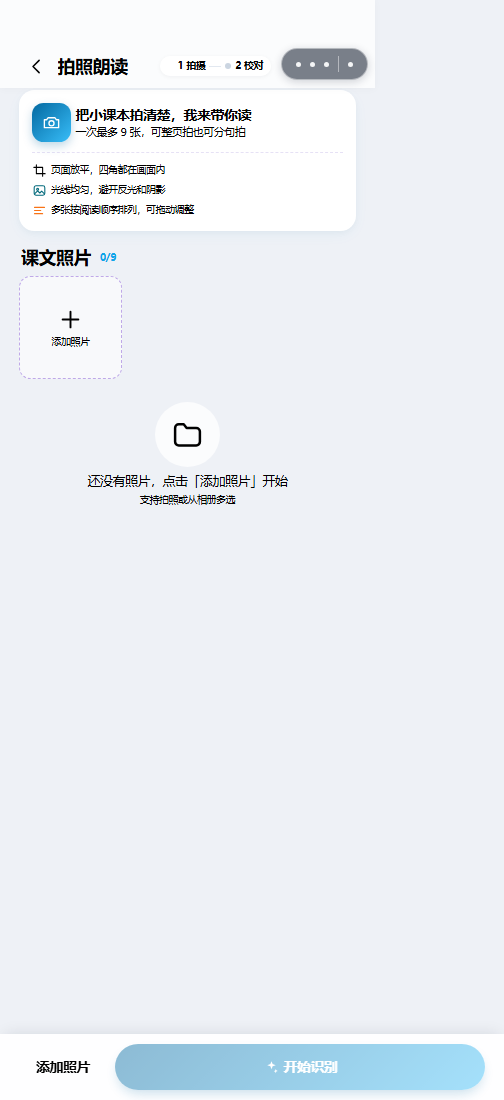 拍照朗读
1 拍摄
2 校对
把小课本拍清楚，我来带你读
一次最多 9 张，可整页拍也可分句拍
页面放平，四角都在画面内
光线均匀，避开反光和阴影
多张按阅读顺序排列，可拖动调整
课文照片 0/9
添加照片
还没有照片，点击「添加照片」开始
支持拍照或从相册多选
添加照片
开始识别